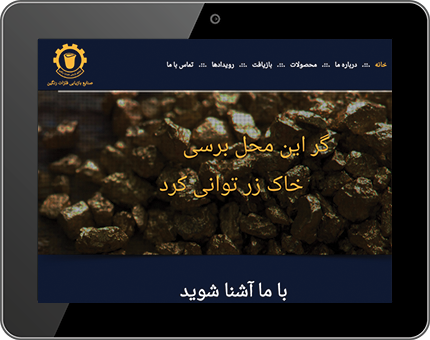 خانه .::. درباره ما .::. محصولات .::. بازیافت .::. رویدادها .::. تماس با ما
صنایع بازیابی فلزات رنگین
گر این محل برسی
خاک زر توانی کرد
با ما آشنا شوید